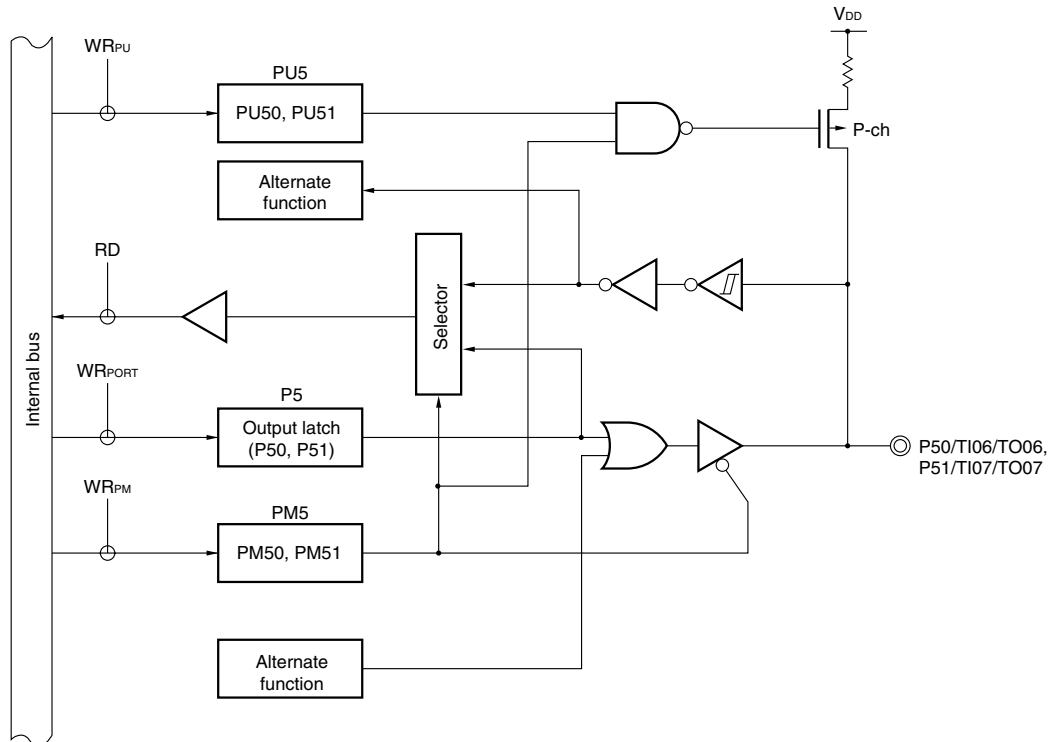 VDD
WRPU
PU5
PU50, PU51
P-ch
Alternate
function
RD
Selector
Internal bus
WRPORT
P5
Output latch
(P50, P51)
P50/TI06/TO06,
P51/TI07/TO07
WRPM
PM5
PM50, PM51
Alternate
function